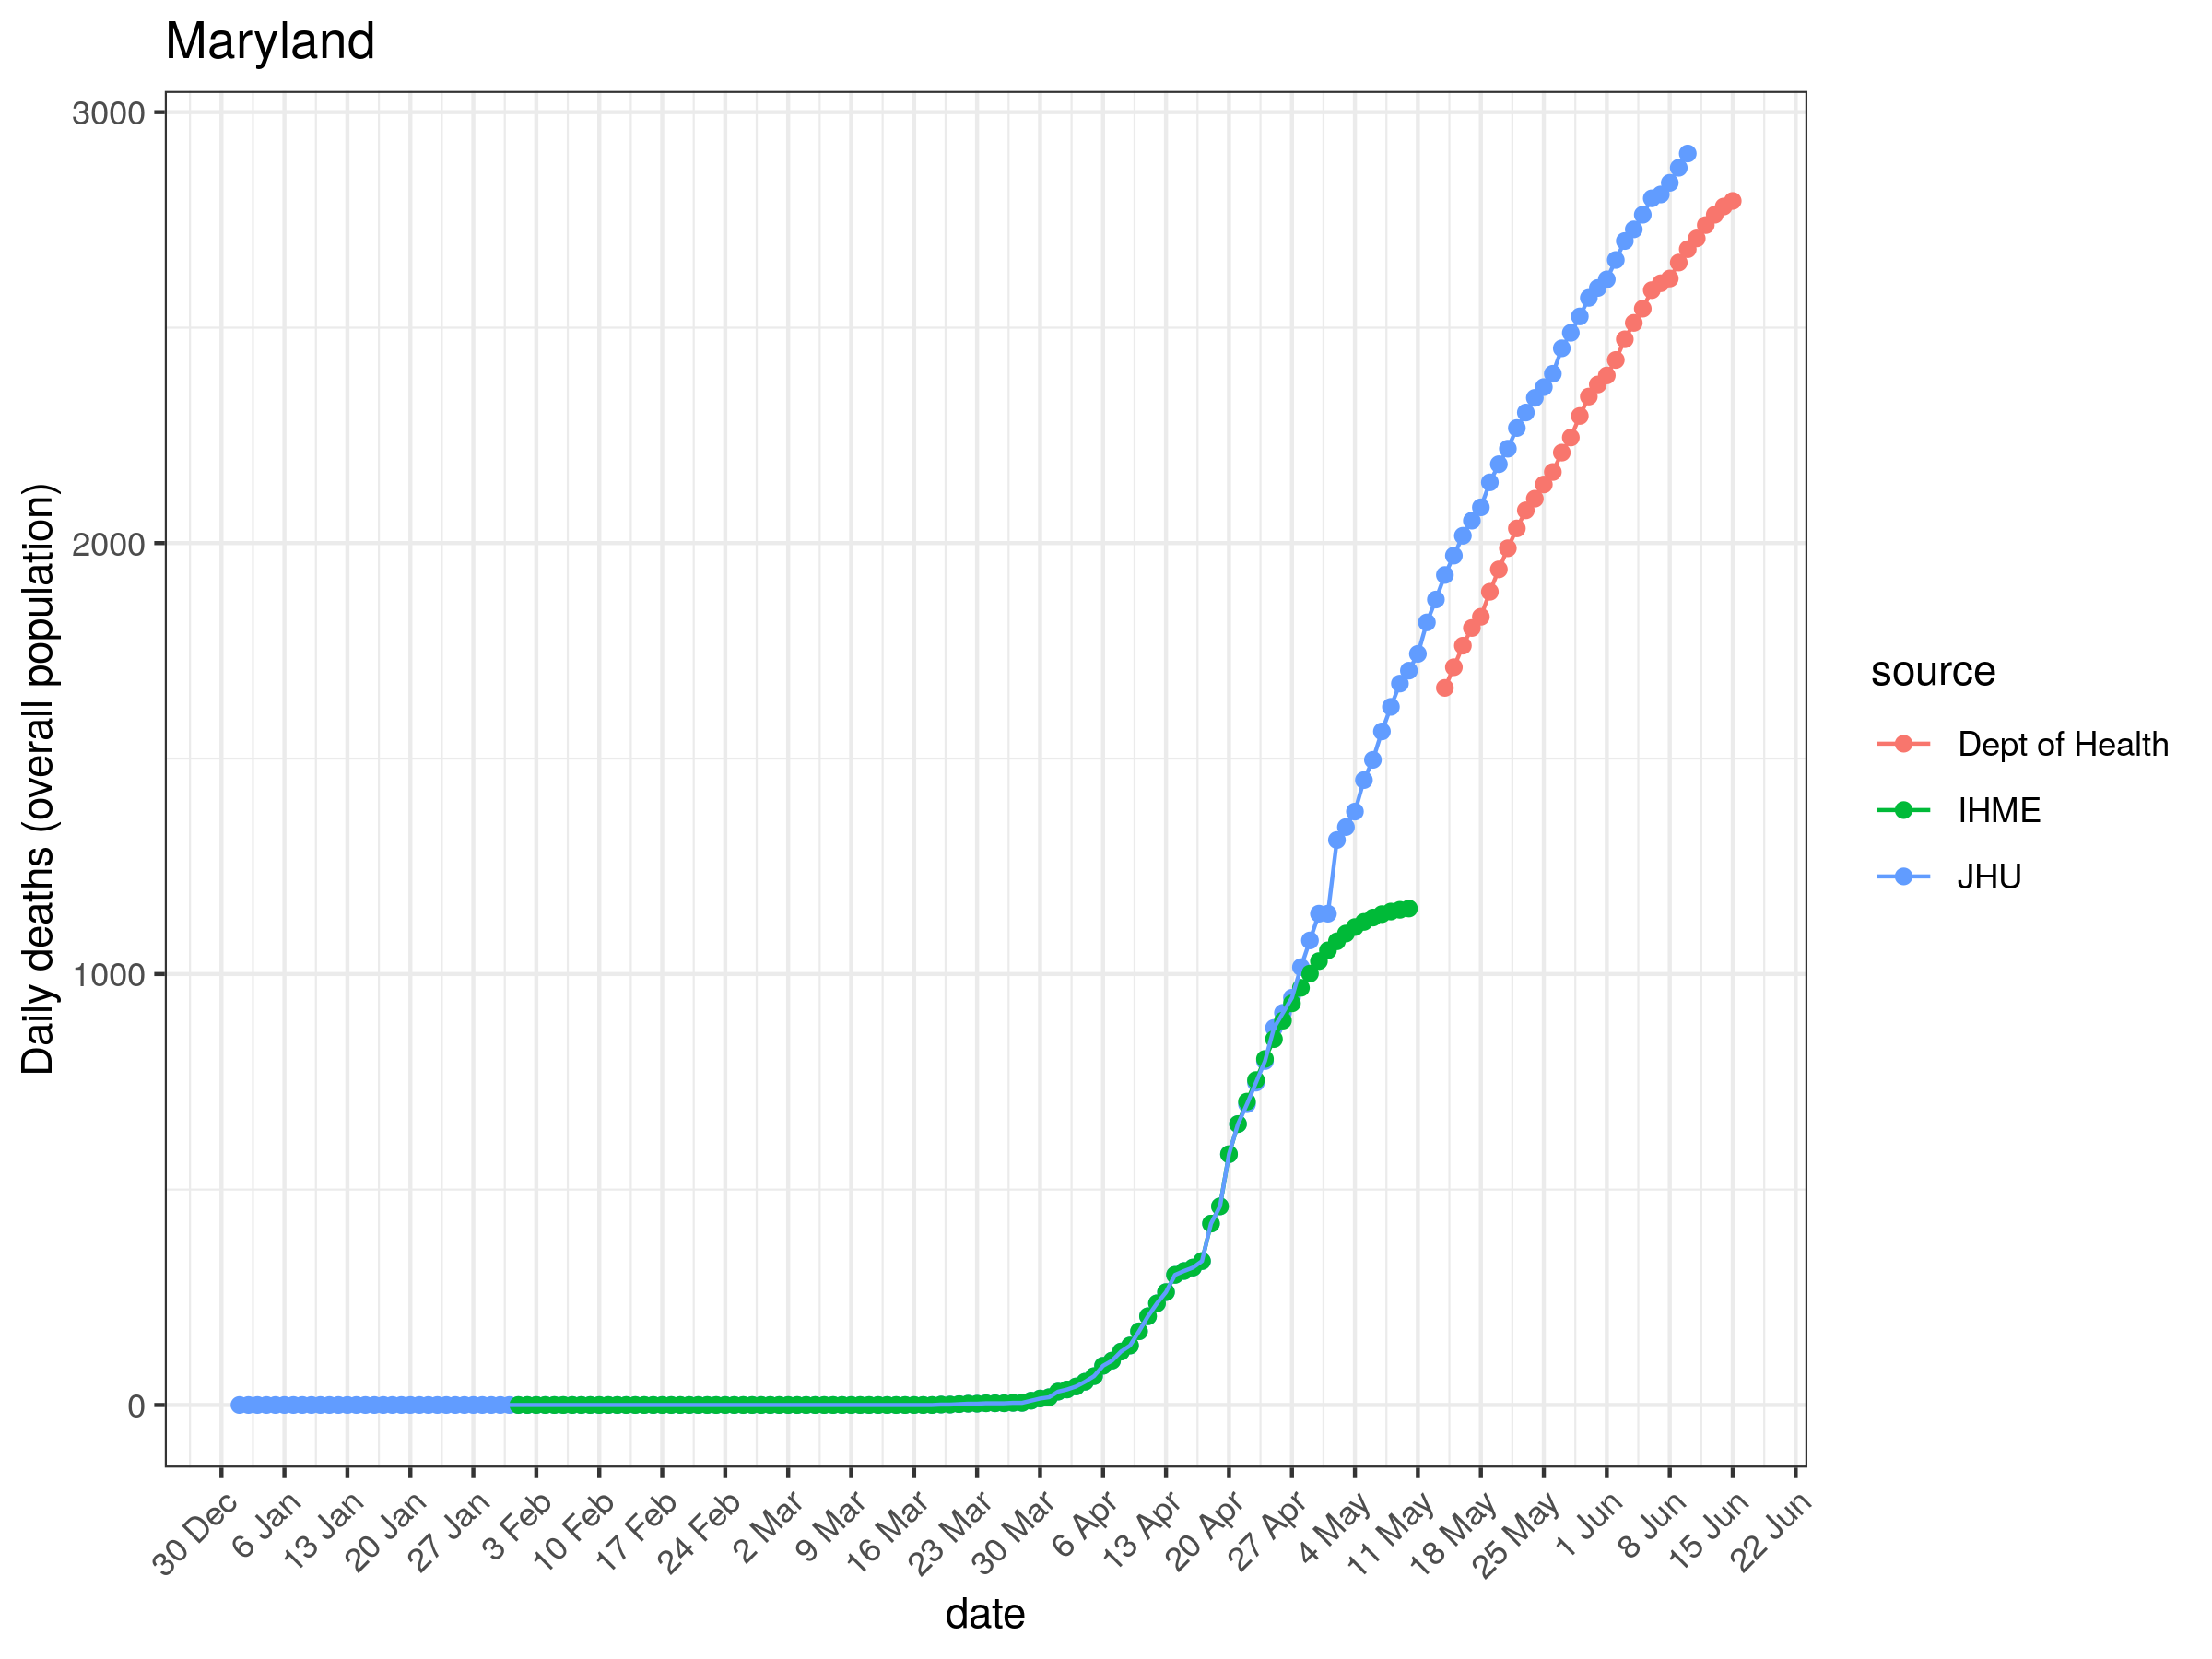 Maryland
Daily deaths (overall population)
3000
2000
1000
0
30 Dec
6 Jan
13 Jan
20 Jan
27 Jan
3 Feb
10 Feb
17 Feb
24 Feb
2 Mar
9 Mar
16 Mar
23 Mar
30 Mar
6 Apr
13 Apr
20 Apr
27 Apr
4 May
11 May
18 May
25 May
1 Jun
8 Jun
15 Jun
22 Jun
date
source
Dept of Health
IHME
JHU